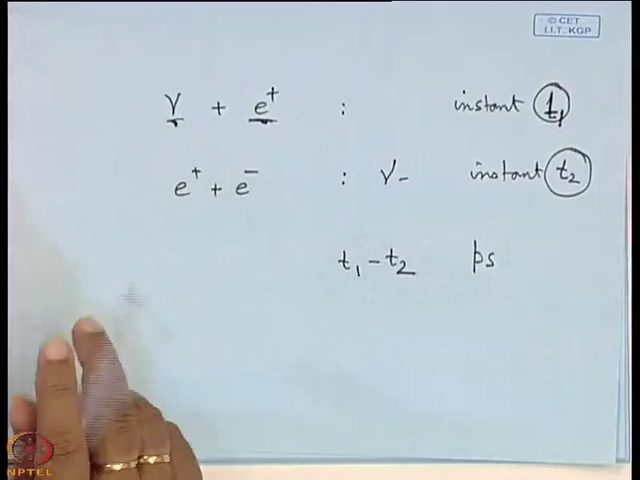 © CET
I.I.T. KGP
γ + e⁺ : instant t₁
e⁺ + e⁻ : γ – instant t₂
t₁ – t₂ ps
NPTEL